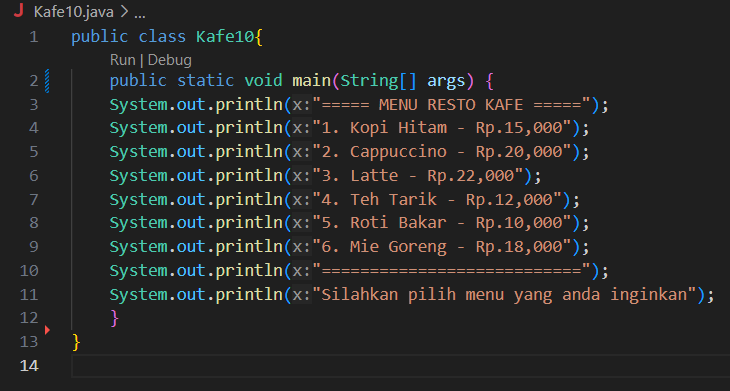 J Kafe10.java > ...
1 public class Kafe10{
Run | Debug
2 public static void main(String[] args) {
3 System.out.println(x:"===== MENU RESTO KAFE =====");
4 System.out.println(x:"1. Kopi Hitam - Rp.15,000");
5 System.out.println(x:"2. Cappuccino - Rp.20,000");
6 System.out.println(x:"3. Latte - Rp.22,000");
7 System.out.println(x:"4. Teh Tarik - Rp.12,000");
8 System.out.println(x:"5. Roti Bakar - Rp.10,000");
9 System.out.println(x:"6. Mie Goreng - Rp.18,000");
10 System.out.println(x:"===========================");
11 System.out.println(x:"Silahkan pilih menu yang anda inginkan");
12 }
13 }
14